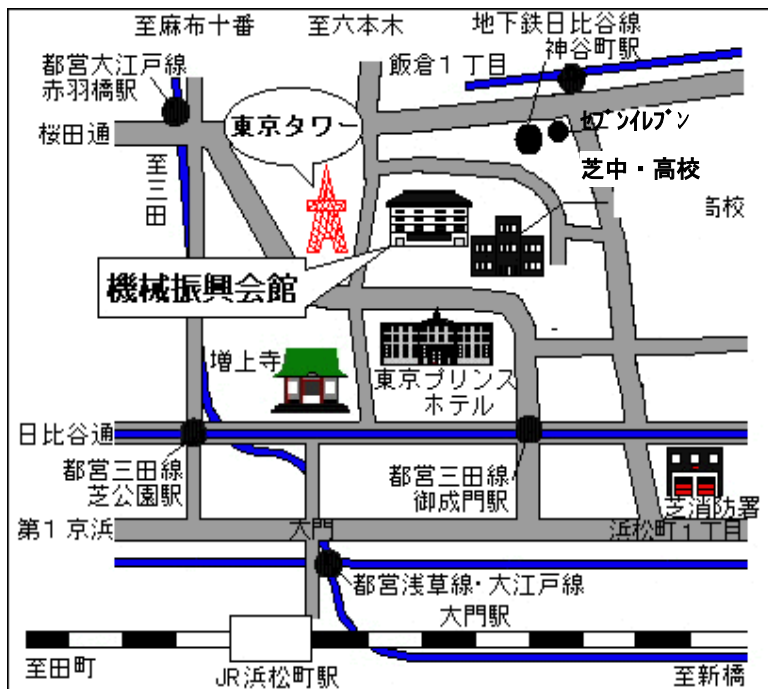 至麻布十番
至六本木
地下鉄日比谷線
神谷町駅
都営大江戸線
赤羽橋駅
飯倉1丁目
東京タワー
ｾﾌﾞﾝｲﾚﾌﾞﾝ
桜田通
芝中・高校
至三田
高校
機械振興会館
増上寺
東京プリンス
ホテル
日比谷通
都営三田線
芝公園駅
都営三田線
御成門駅
芝消防署
第1京浜
大門
浜松町1丁目
都営浅草線・大江戸線
大門駅
至田町
JR浜松町駅
至新橋